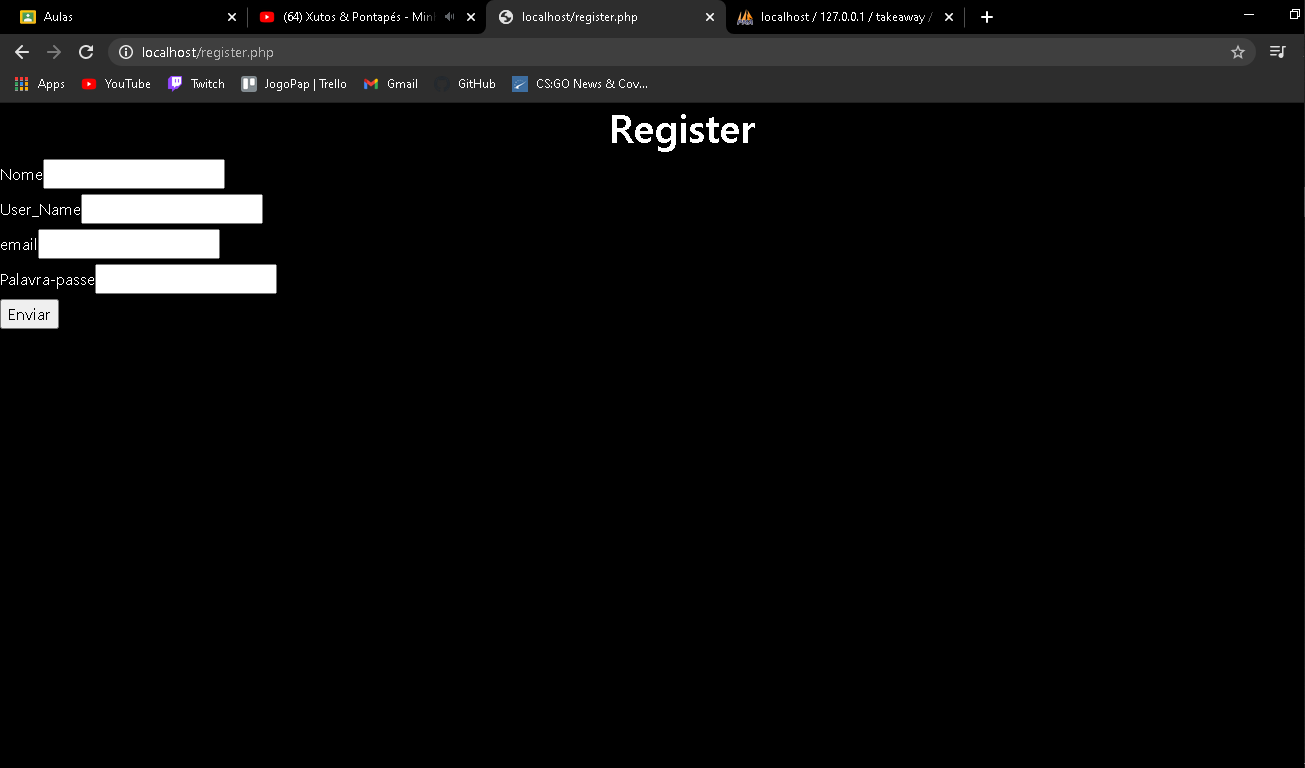 Aulas
(64) Xutos & Pontapés - Min
localhost/register.php
localhost / 127.0.0.1 / takeaway /
localhost/register.php
Apps
YouTube
Twitch
JogoPap | Trello
Gmail
GitHub
CS:GO News & Cov...
Register
Nome
User_Name
email
Palavra-passe
Enviar